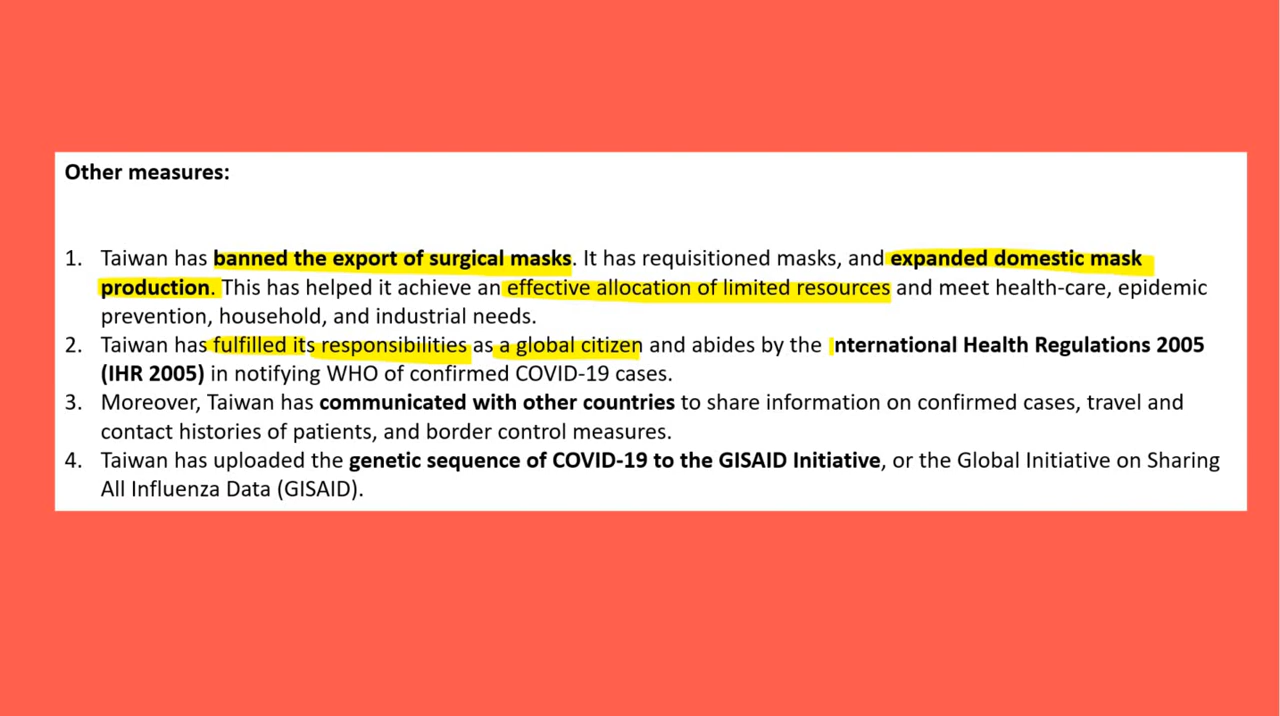 Other measures:
1. Taiwan has banned the export of surgical masks. It has requisitioned masks, and expanded domestic mask
production. This has helped it achieve an effective allocation of limited resources and meet health-care, epidemic
prevention, household, and industrial needs.
2. Taiwan has fulfilled its responsibilities as a global citizen and abides by the International Health Regulations 2005
(IHR 2005) in notifying WHO of confirmed COVID-19 cases.
3. Moreover, Taiwan has communicated with other countries to share information on confirmed cases, travel and
contact histories of patients, and border control measures.
4. Taiwan has uploaded the genetic sequence of COVID-19 to the GISAID Initiative, or the Global Initiative on Sharing
All Influenza Data (GISAID).